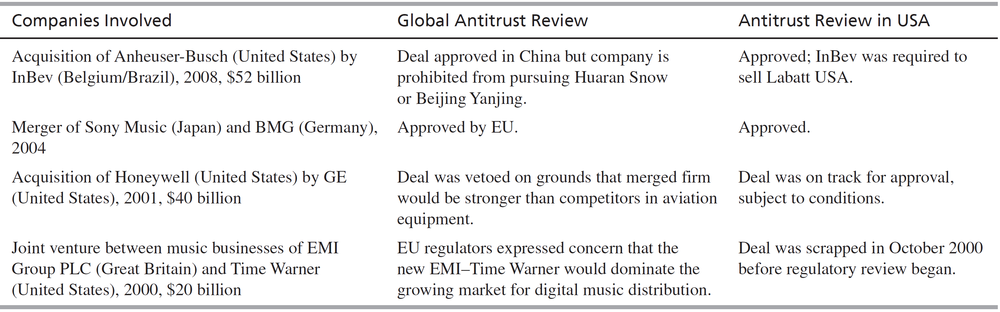 Companies Involved Global Antitrust Review Antitrust Review in USA
Acquisition of Anheuser-Busch (United States) by
InBev (Belgium/Brazil), 2008, $52 billion
Deal approved in China but company is
prohibited from pursuing Huaran Snow
or Beijing Yanjing.
Approved; InBev was required to
sell Labatt USA.
Merger of Sony Music (Japan) and BMG (Germany),
2004
Approved by EU.
Approved.
Acquisition of Honeywell (United States) by GE
(United States), 2001, $40 billion
Deal was vetoed on grounds that merged firm
would be stronger than competitors in aviation
equipment.
Deal was on track for approval,
subject to conditions.
Joint venture between music businesses of EMI
Group PLC (Great Britain) and Time Warner
(United States), 2000, $20 billion
EU regulators expressed concern that the
new EMI–Time Warner would dominate the
growing market for digital music distribution.
Deal was scrapped in October 2000
before regulatory review began.